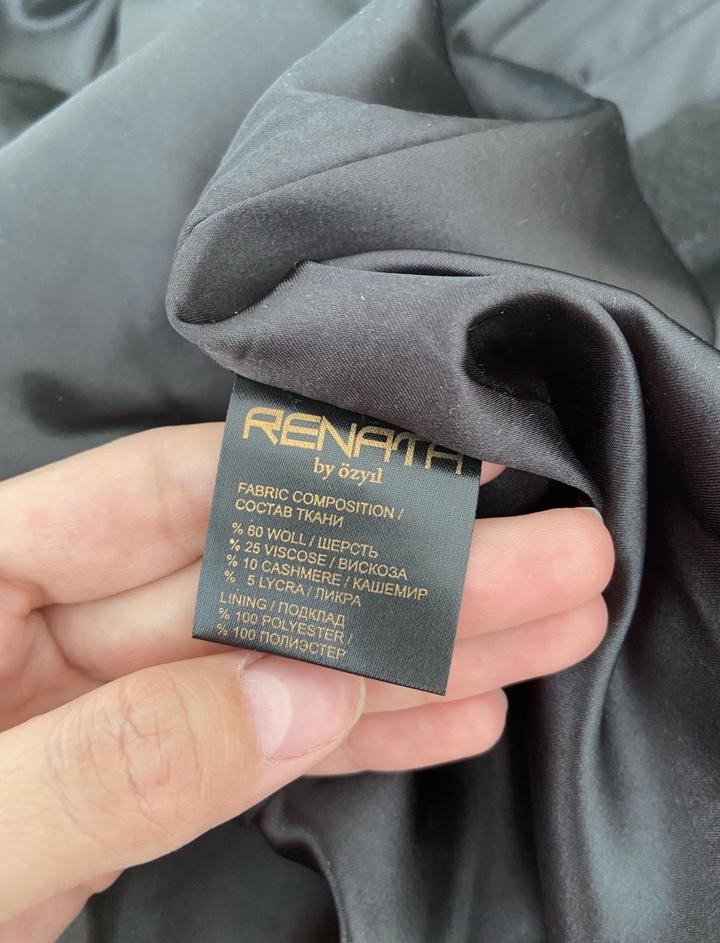 RENATA
by özyıl
FABRIC COMPOSITION /
СОСТАВ ТКАНИ
% 60 WOLL / ШЕРСТЬ
% 25 VISCOSE / ВИСКОЗА
% 10 CASHMERE / КАШЕМИР
% 5 LYCRA / ЛИКРА
LINING / ПОДКЛАД
% 100 POLYESTER /
% 100 ПОЛИЭСТЕР